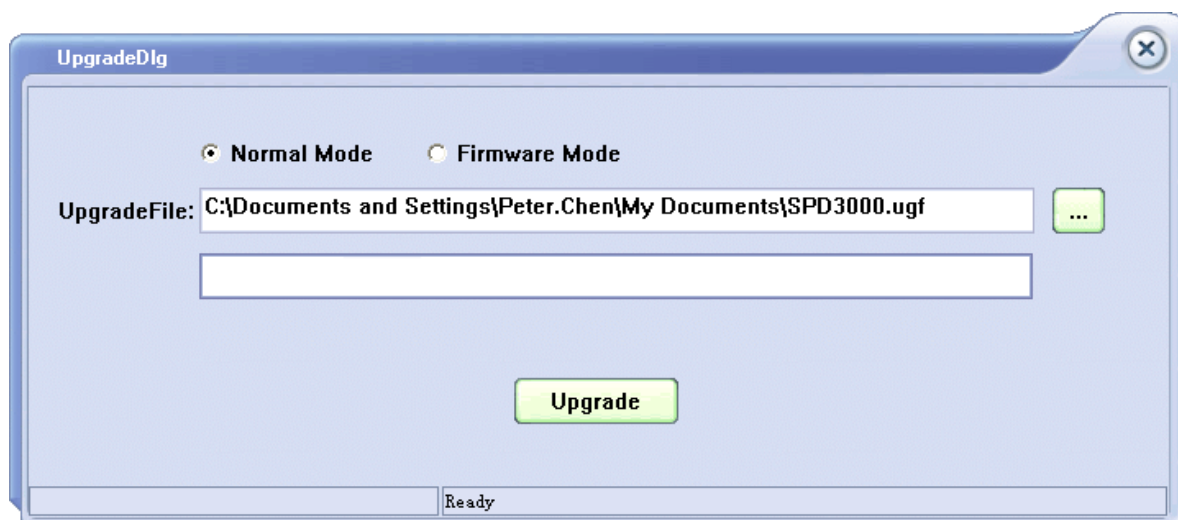 UpgradeDlg
Normal Mode Firmware Mode
UpgradeFile: C:\Documents and Settings\Peter.Chen\My Documents\SPD3000.ugf ...
Upgrade
Ready